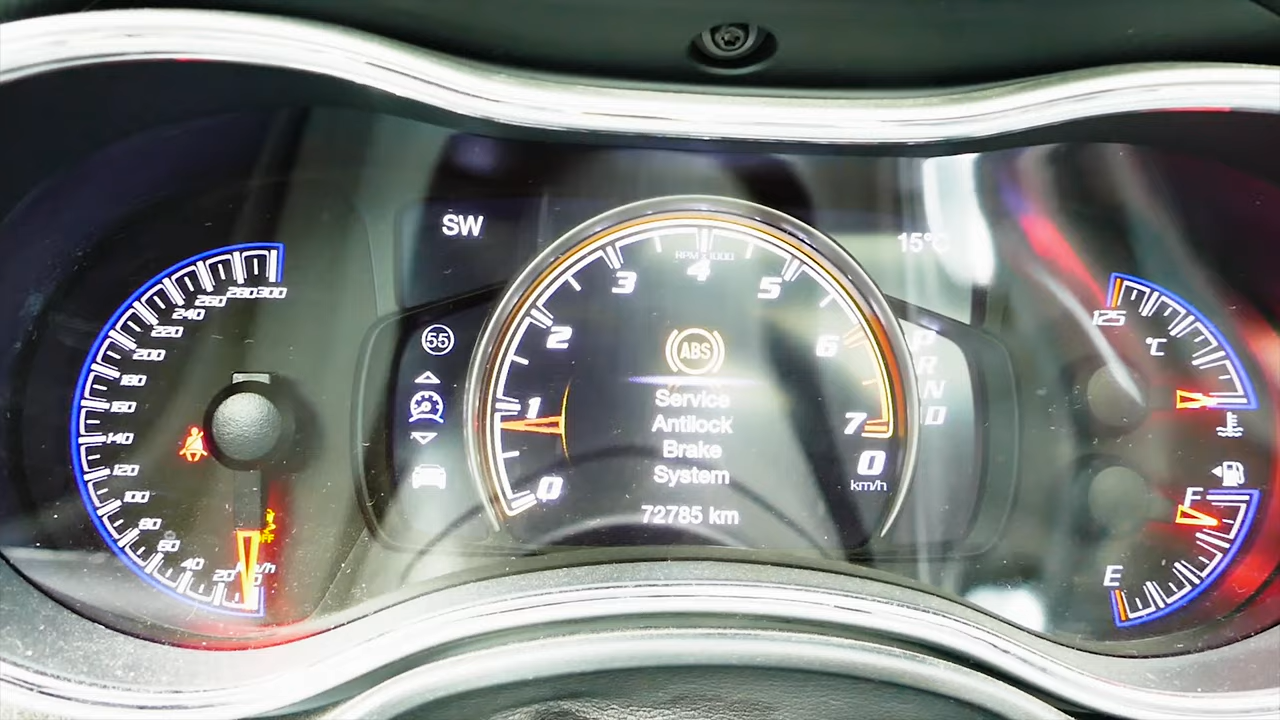 SW
15°C
300
280
260
240
220
200
180
160
140
120
100
80
60
40
20
55
RPM x 1000
0
1
2
3
4
5
6
7
ABS
Service
Antilock
Brake
System
72785 km
0
km/h
P
R
N
D
125
°C
F
E